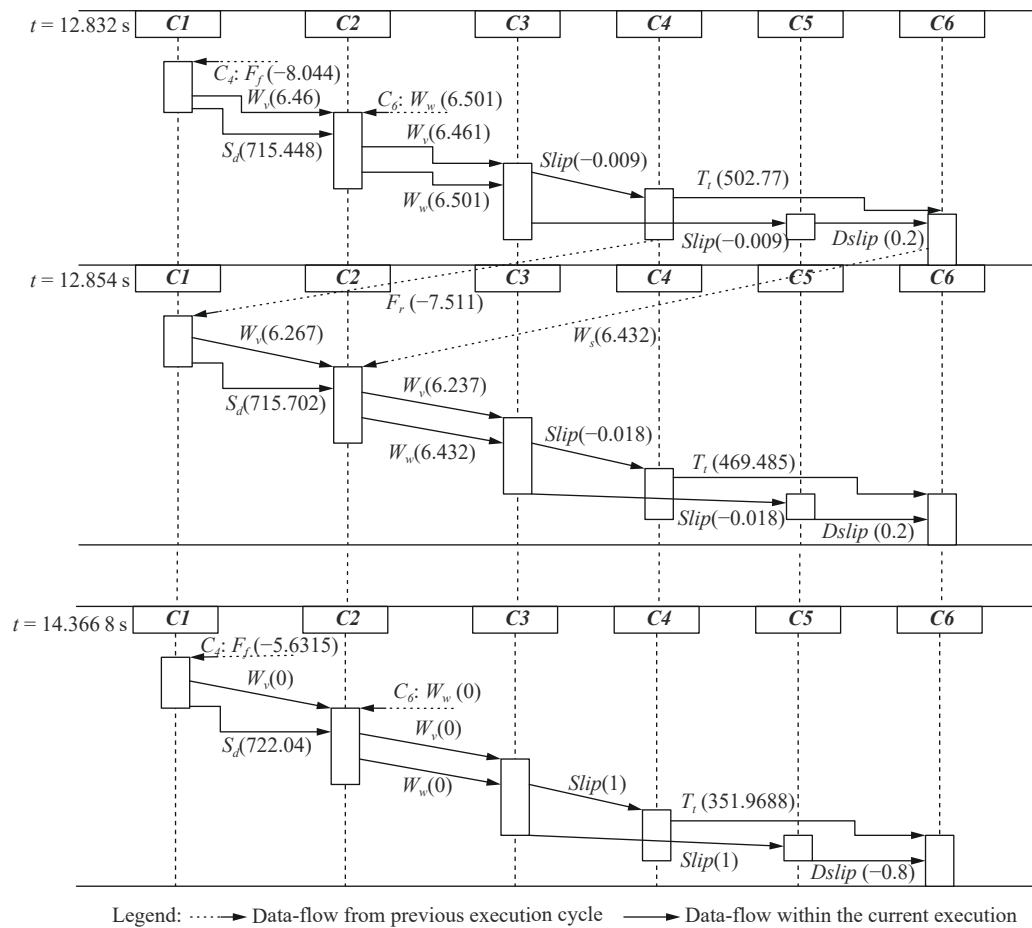 t = 12.832 s C1 C2 C3 C4 C5 C6
C4: Ff (−8.044)
Wv(6.46)
C6: Ww (6.501)
Sd(715.448)
Wv(6.461)
Slip(−0.009)
Ww(6.501)
Tt (502.77)
Slip(−0.009)
Dslip (0.2)
t = 12.854 s C1 C2 C3 C4 C5 C6
Fr (−7.511)
Wv(6.267)
Ws(6.432)
Sd(715.702)
Wv(6.237)
Slip(−0.018)
Ww(6.432)
Tt (469.485)
Slip(−0.018)
Dslip (0.2)
t = 14.366 8 s C1 C2 C3 C4 C5 C6
C4: Ff (−5.6315)
Wv(0)
C6: Ww (0)
Sd(722.04)
Wv(0)
Ww(0)
Slip(1)
Tt (351.9688)
Slip(1)
Dslip (−0.8)
Legend: Data-flow from previous execution cycle Data-flow within the current execution